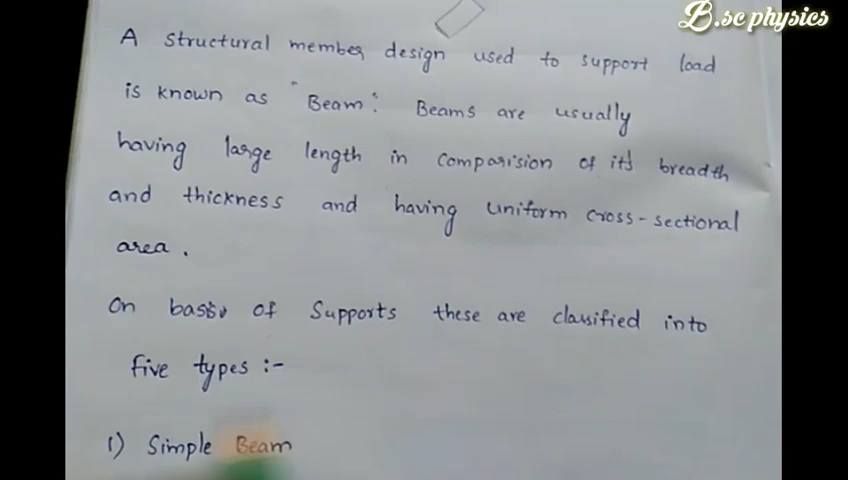 B.sc physics
A structural member design used to support load
is known as "Beam". Beams are usually
having large length in comparision of it's breadth
and thickness and having uniform cross-sectional
area.
On basis of Supports these are classified into
five types :-
1) Simple Beam